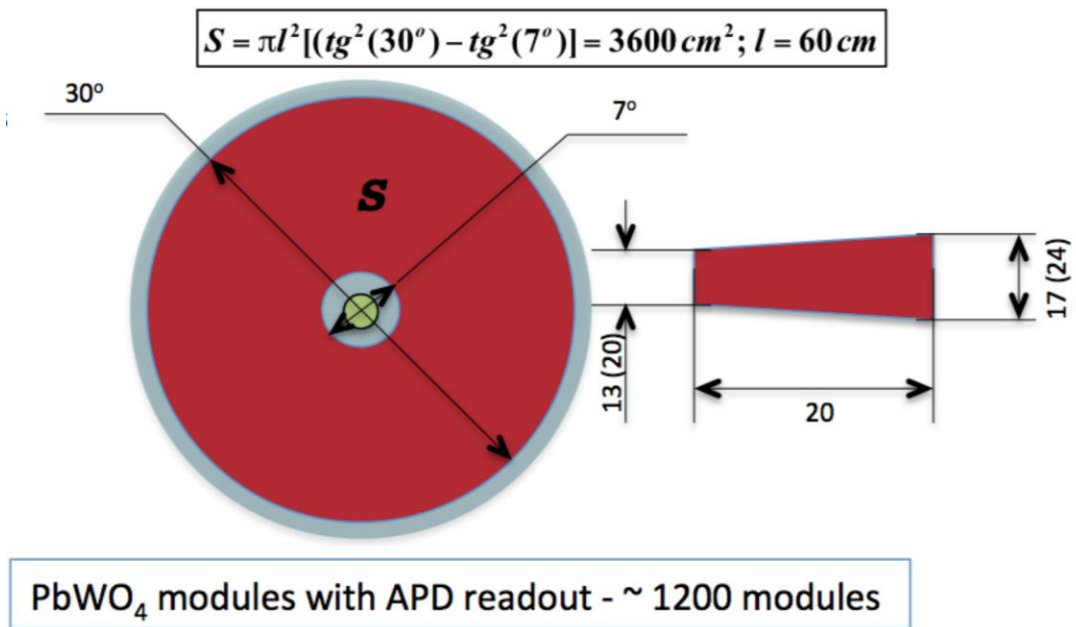 S = πl²[(tg²(30°) – tg²(7°)] = 3600 cm²; l = 60 cm
30°
7°
S
13 (20)
20
17 (24)
PbWO₄ modules with APD readout - ~ 1200 modules